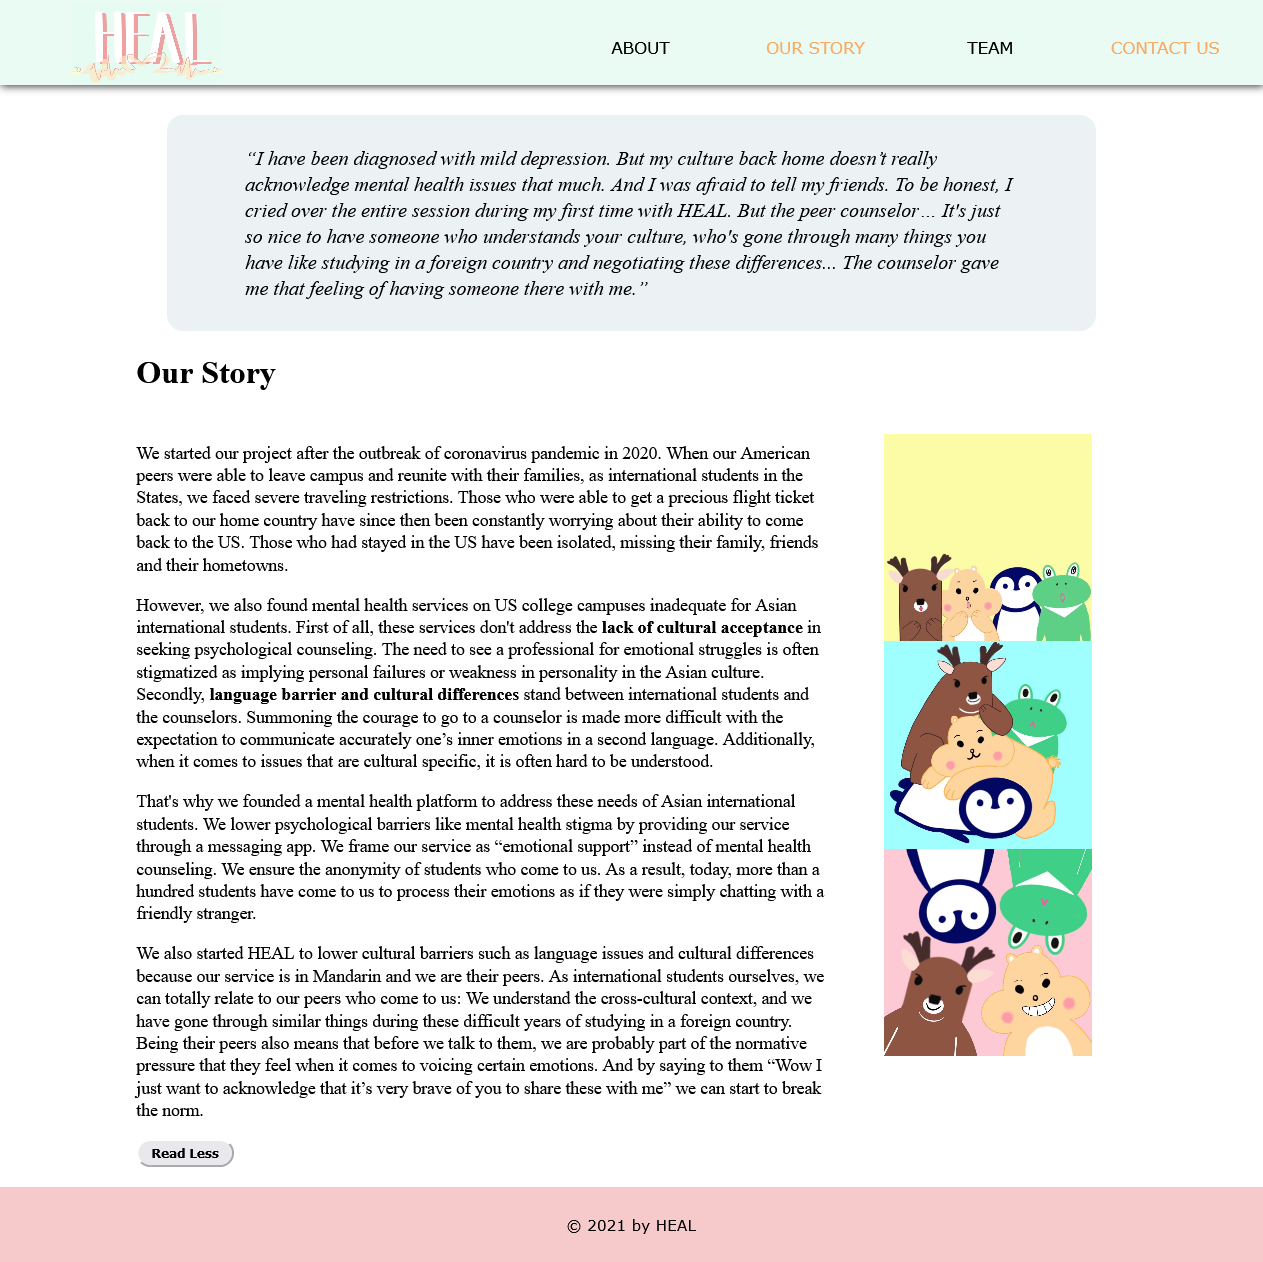 HEAL
ABOUT
OUR STORY
TEAM
CONTACT US
“I have been diagnosed with mild depression. But my culture back home doesn’t really
acknowledge mental health issues that much. And I was afraid to tell my friends. To be honest, I
cried over the entire session during my first time with HEAL. But the peer counselor… It's just
so nice to have someone who understands your culture, who's gone through many things you
have like studying in a foreign country and negotiating these differences... The counselor gave
me that feeling of having someone there with me.”
Our Story
We started our project after the outbreak of coronavirus pandemic in 2020. When our American
peers were able to leave campus and reunite with their families, as international students in the
States, we faced severe traveling restrictions. Those who were able to get a precious flight ticket
back to our home country have since then been constantly worrying about their ability to come
back to the US. Those who had stayed in the US have been isolated, missing their family, friends
and their hometowns.
However, we also found mental health services on US college campuses inadequate for Asian
international students. First of all, these services don't address the lack of cultural acceptance in
seeking psychological counseling. The need to see a professional for emotional struggles is often
stigmatized as implying personal failures or weakness in personality in the Asian culture.
Secondly, language barrier and cultural differences stand between international students and
the counselors. Summoning the courage to go to a counselor is made more difficult with the
expectation to communicate accurately one’s inner emotions in a second language. Additionally,
when it comes to issues that are cultural specific, it is often hard to be understood.
That's why we founded a mental health platform to address these needs of Asian international
students. We lower psychological barriers like mental health stigma by providing our service
through a messaging app. We frame our service as “emotional support” instead of mental health
counseling. We ensure the anonymity of students who come to us. As a result, today, more than a
hundred students have come to us to process their emotions as if they were simply chatting with a
friendly stranger.
We also started HEAL to lower cultural barriers such as language issues and cultural differences
because our service is in Mandarin and we are their peers. As international students ourselves, we
can totally relate to our peers who come to us: We understand the cross-cultural context, and we
have gone through similar things during these difficult years of studying in a foreign country.
Being their peers also means that before we talk to them, we are probably part of the normative
pressure that they feel when it comes to voicing certain emotions. And by saying to them “Wow I
just want to acknowledge that it’s very brave of you to share these with me” we can start to break
the norm.
Read Less
© 2021 by HEAL